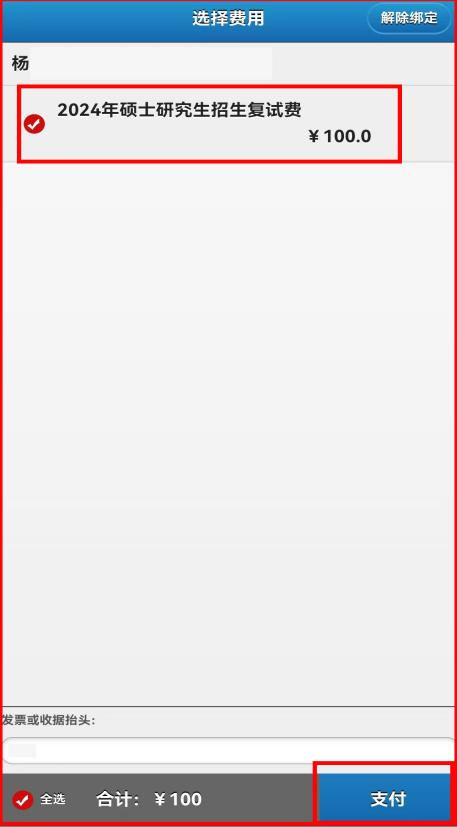 选择费用
解除绑定
杨
2024年硕士研究生招生复试费
￥100.0
发票或收据抬头:
全选
合计: ￥100
支付